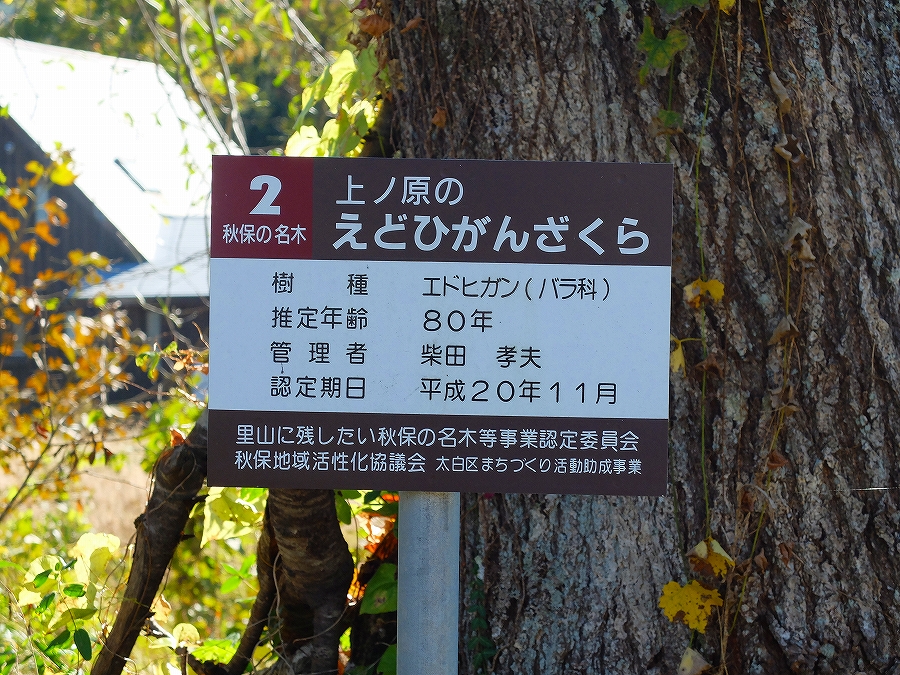 2
秋保の名木
上ノ原の
えどひがんざくら
樹種 エドヒガン(バラ科)
推定年齢 80年
管理者 柴田 孝夫
認定期日 平成20年11月
里山に残したい秋保の名木等事業認定委員会
秋保地域活性化協議会 太白区まちづくり活動助成事業